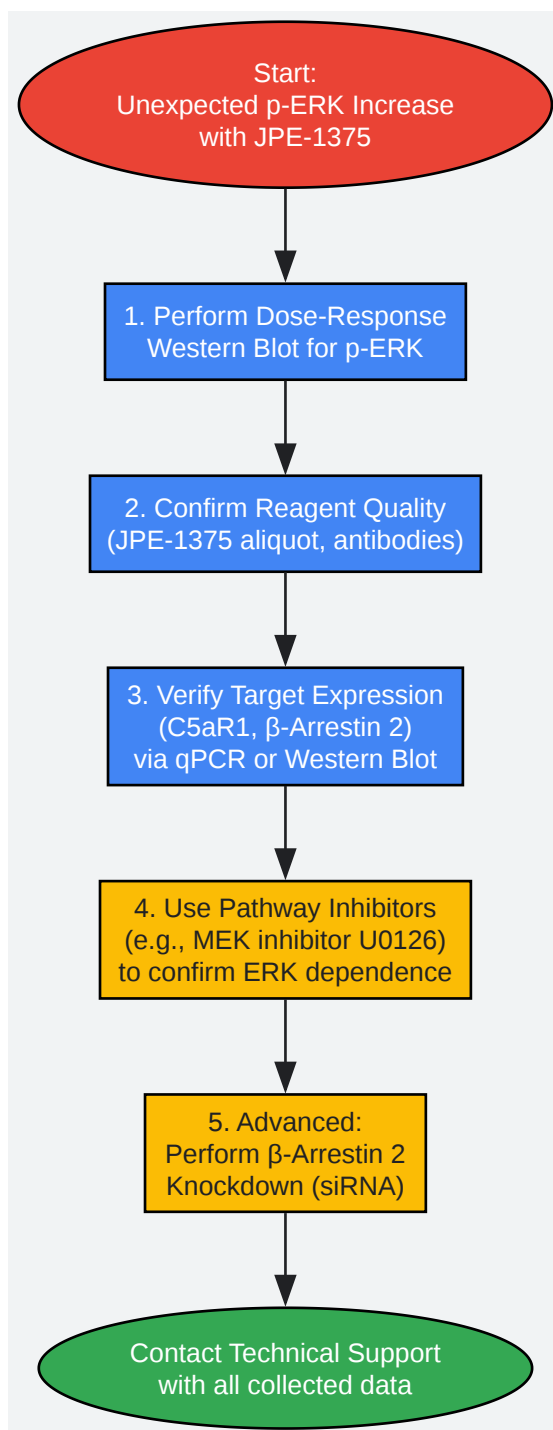 Start:
Unexpected p-ERK Increase
with JPE-1375
1. Perform Dose-Response
Western Blot for p-ERK
2. Confirm Reagent Quality
(JPE-1375 aliquot, antibodies)
3. Verify Target Expression
(C5aR1, β-Arrestin 2)
via qPCR or Western Blot
4. Use Pathway Inhibitors
(e.g., MEK inhibitor U0126)
to confirm ERK dependence
5. Advanced:
Perform β-Arrestin 2
Knockdown (siRNA)
Contact Technical Support
with all collected data